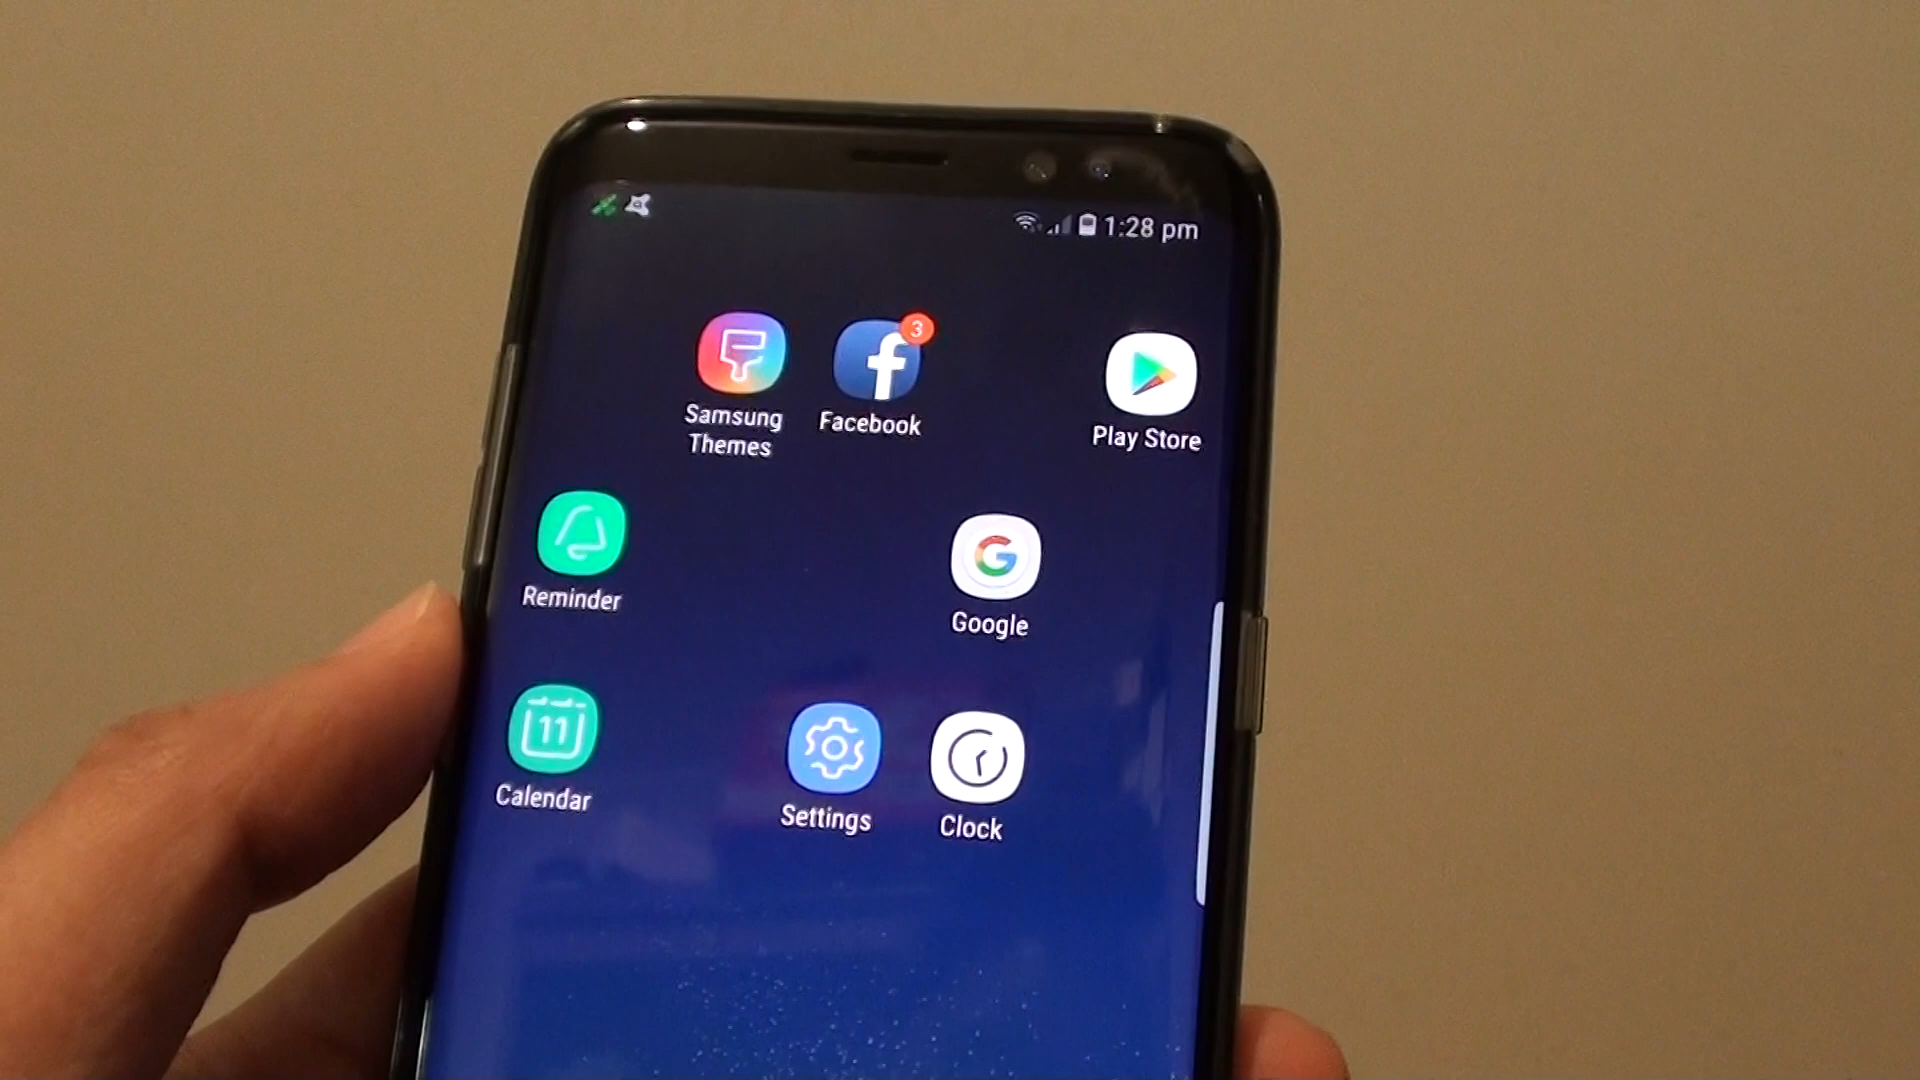 1:28 pm
3
Samsung
Themes
Facebook
Play Store
Reminder
Google
11
Calendar
Settings
Clock